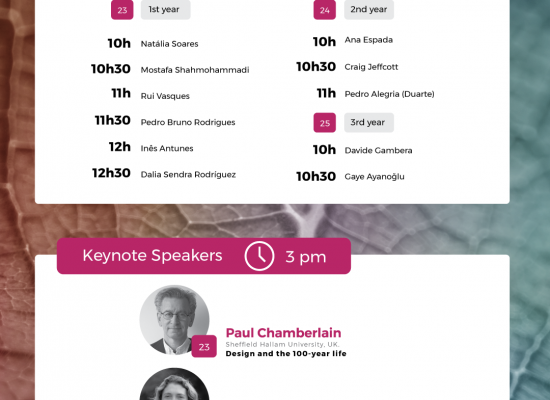 23 1st year
10h Natália Soares
10h30 Mostafa Shahmohammadi
11h Rui Vasques
11h30 Pedro Bruno Rodrigues
12h Inês Antunes
12h30 Dalia Sendra Rodríguez
24 2nd year
10h Ana Espada
10h30 Craig Jeffcott
11h Pedro Alegria (Duarte)
25 3rd year
10h Davide Gambera
10h30 Gaye Ayanoğlu
Keynote Speakers 3 pm
23
Paul Chamberlain
Sheffield Hallam University, UK.
Design and the 100-year life